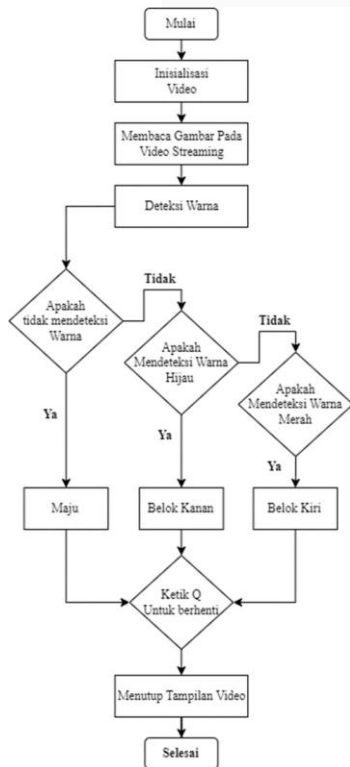 Mulai
Inisialisasi
Video
Membaca Gambar Pada
Video Streaming
Deteksi Warna
Tidak
Apakah
tidak mendeteksi
Warna
Tidak
Apakah
Mendeteksi Warna
Hijau
Apakah
Mendeteksi Warna
Merah
Ya
Ya
Ya
Maju
Belok Kanan
Belok Kiri
Ketik Q
Untuk berhenti
Menutup Tampilan Video
Selesai